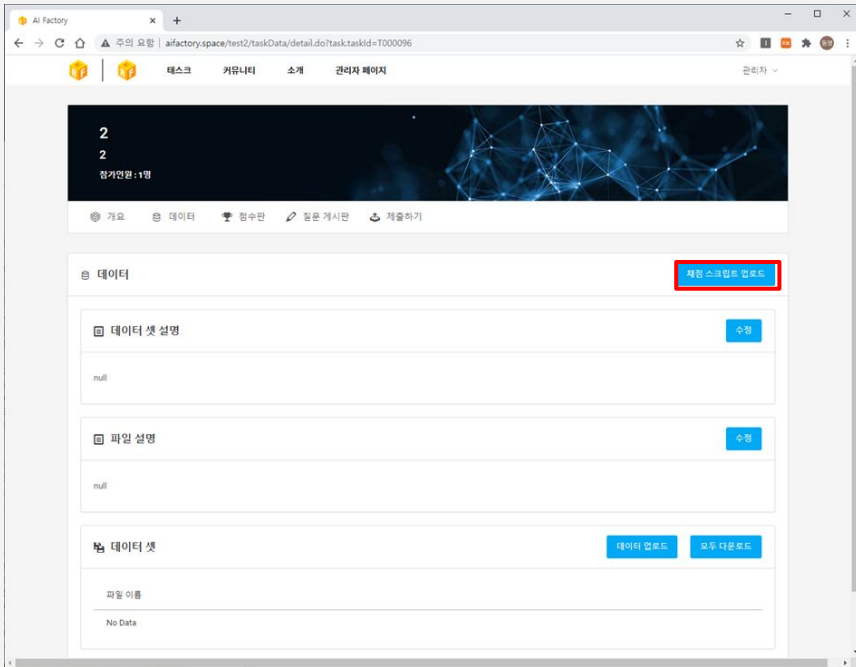 AI Factory
주의 요함 | aifactory.space/test2/taskData/detail.do?task.taskId=T000096
태스크 커뮤니티 소개 관리자 페이지 관리자
2
2
참가인원 : 1명
개요 데이터 점수판 질문 게시판 제출하기
데이터 채점 스크립트 업로드
데이터 셋 설명 수정
null
파일 설명 수정
null
데이터 셋 데이터 업로드 모두 다운로드
파일 이름
No Data